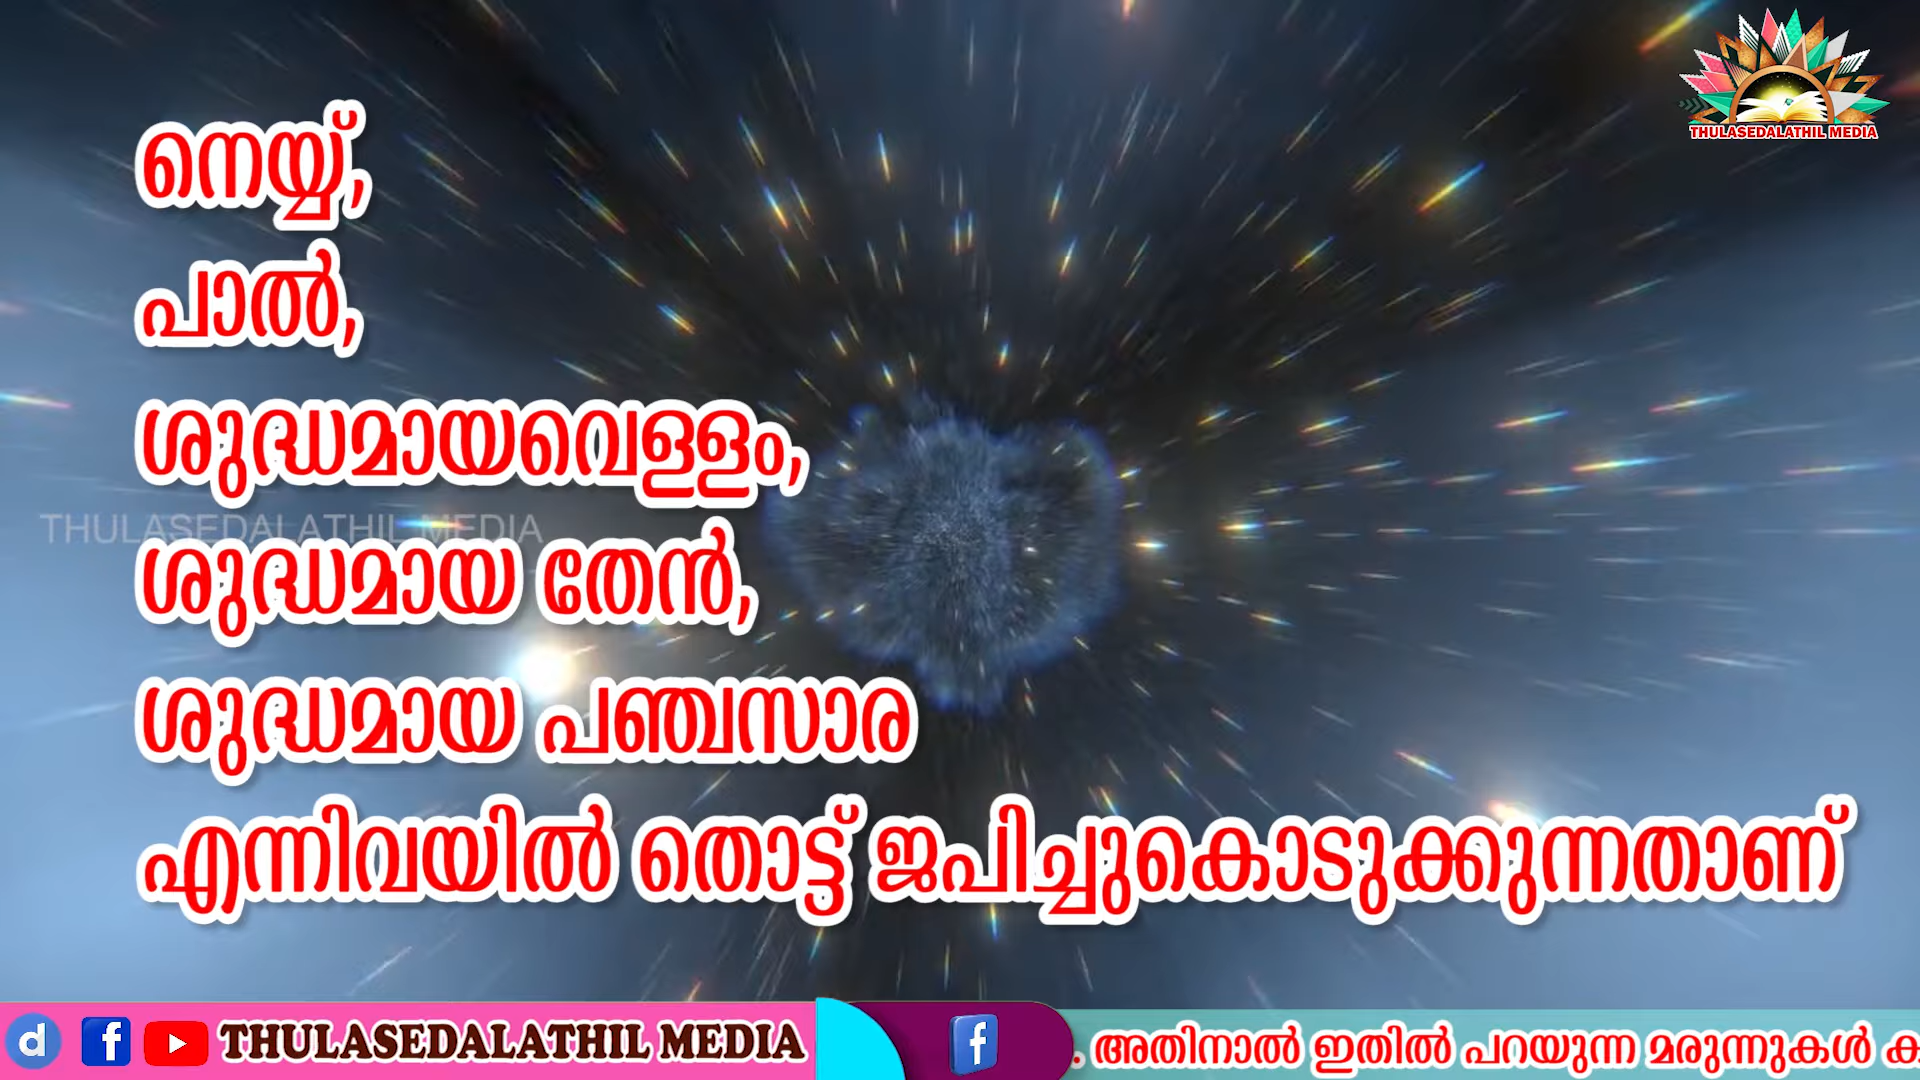 THULASEDALATHIL MEDIA
നെയ്യ്,
പാൽ,
ശുദ്ധമായവെള്ളം,
THULASEDALATHIL MEDIA
ശുദ്ധമായ തേൻ,
ശുദ്ധമായ പഞ്ചസാര
എന്നിവയിൽ തൊട്ട് ജപിച്ചുകൊടുക്കുന്നതാണ്
THULASEDALATHIL MEDIA
. അതിനാൽ ഇതിൽ പറയുന്ന മരുന്നുകൾ